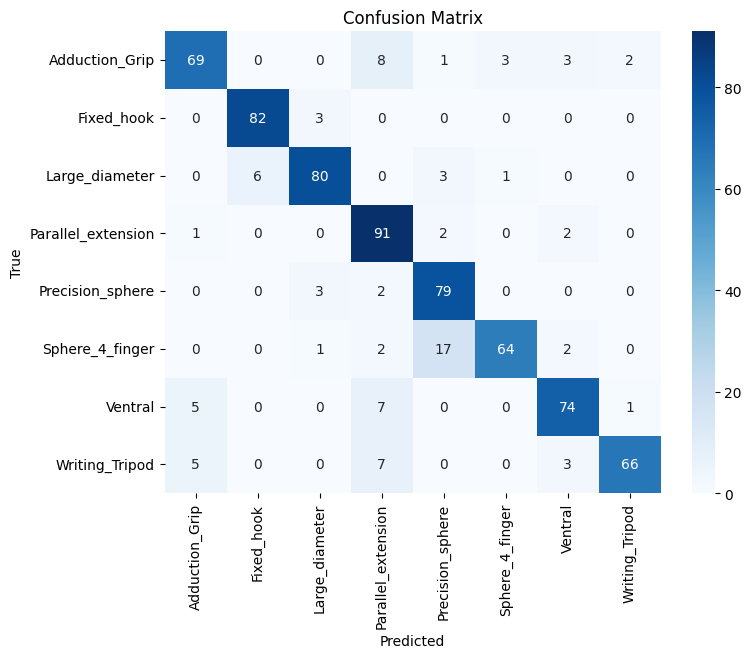 Confusion Matrix
True
Adduction_Grip 69 0 0 8 1 3 3 2
Fixed_hook 0 82 3 0 0 0 0 0
Large_diameter 0 6 80 0 3 1 0 0
Parallel_extension 1 0 0 91 2 0 2 0
Precision_sphere 0 0 3 2 79 0 0 0
Sphere_4_finger 0 0 1 2 17 64 2 0
Ventral 5 0 0 7 0 0 74 1
Writing_Tripod 5 0 0 7 0 0 3 66
Adduction_Grip
Fixed_hook
Large_diameter
Parallel_extension
Precision_sphere
Sphere_4_finger
Ventral
Writing_Tripod
Predicted
80
60
40
20
0